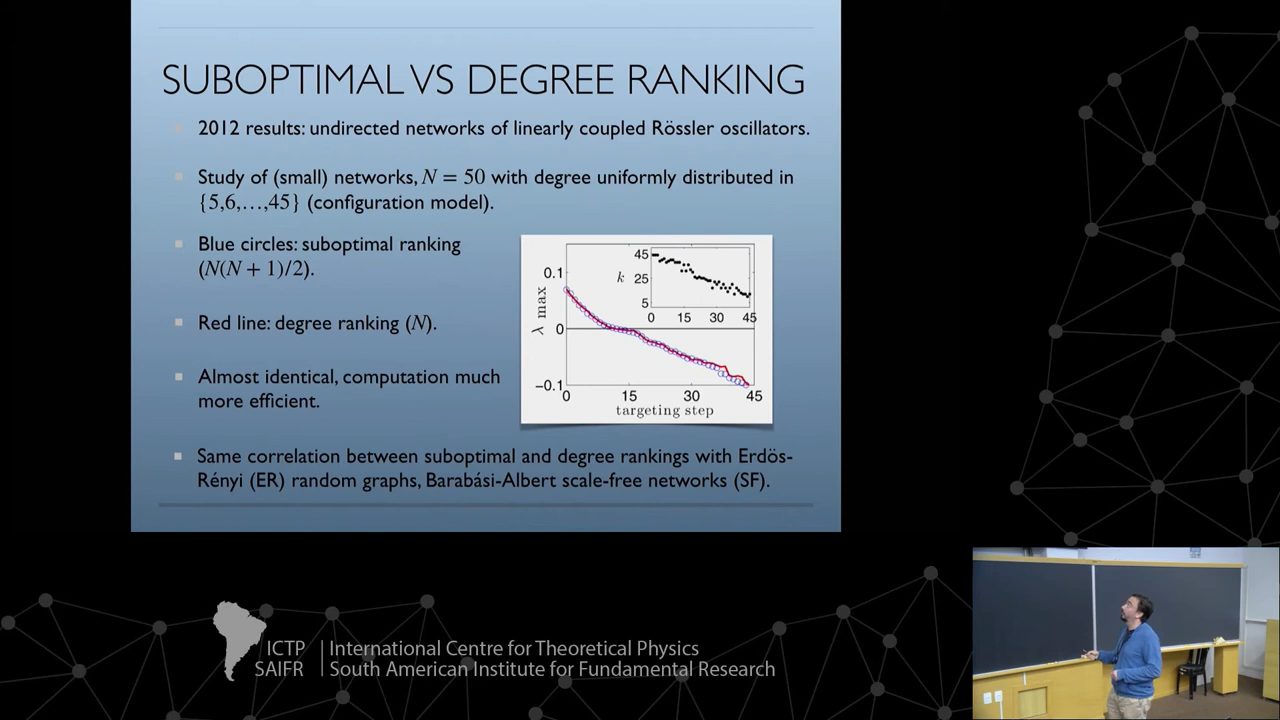 SUBOPTIMAL VS DEGREE RANKING
2012 results: undirected networks of linearly coupled Rössler oscillators.
Study of (small) networks, N = 50 with degree uniformly distributed in
{5,6,…,45} (configuration model).
Blue circles: suboptimal ranking
(N(N + 1)/2).
Red line: degree ranking (N).
Almost identical, computation much
more efficient.
λ max
0.1
0
−0.1
0 15 30 45
targeting step
k
45
25
5
0 15 30 45
Same correlation between suboptimal and degree rankings with Erdös-
Rényi (ER) random graphs, Barabási-Albert scale-free networks (SF).
ICTP
SAIFR
International Centre for Theoretical Physics
South American Institute for Fundamental Research